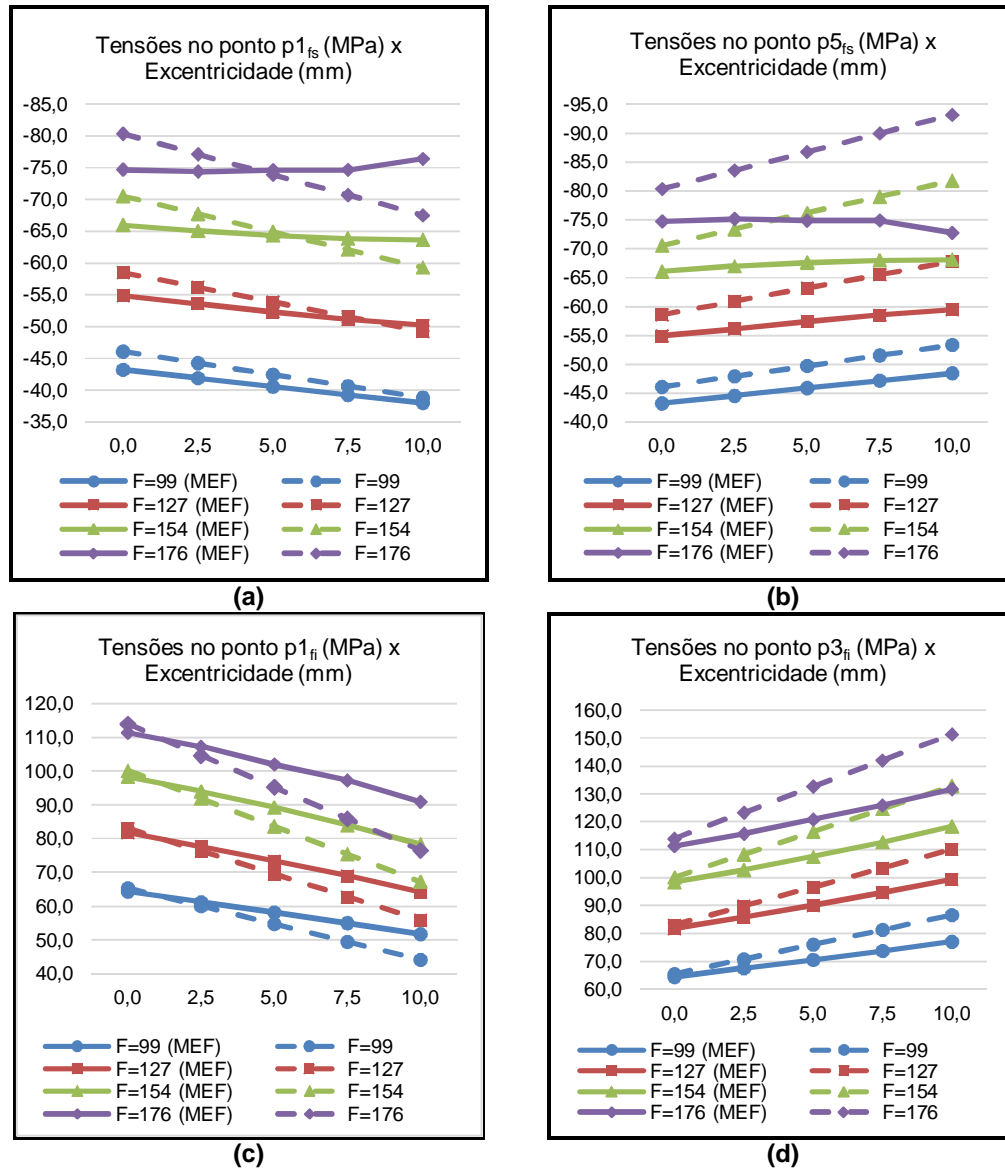 Tensões no ponto p1fs (MPa) x
Excentricidade (mm)
-85,0
-80,0
-75,0
-70,0
-65,0
-60,0
-55,0
-50,0
-45,0
-40,0
-35,0
0,0 2,5 5,0 7,5 10,0
F=99 (MEF) F=99
F=127 (MEF) F=127
F=154 (MEF) F=154
F=176 (MEF) F=176
(a)
Tensões no ponto p5fs (MPa) x
Excentricidade (mm)
-95,0
-90,0
-85,0
-80,0
-75,0
-70,0
-65,0
-60,0
-55,0
-50,0
-45,0
-40,0
0,0 2,5 5,0 7,5 10,0
F=99 (MEF) F=99
F=127 (MEF) F=127
F=154 (MEF) F=154
F=176 (MEF) F=176
(b)
Tensões no ponto p1fi (MPa) x
Excentricidade (mm)
120,0
110,0
100,0
90,0
80,0
70,0
60,0
50,0
40,0
0,0 2,5 5,0 7,5 10,0
F=99 (MEF) F=99
F=127 (MEF) F=127
F=154 (MEF) F=154
F=176 (MEF) F=176
(c)
Tensões no ponto p3fi (MPa) x
Excentricidade (mm)
160,0
150,0
140,0
130,0
120,0
110,0
100,0
90,0
80,0
70,0
60,0
0,0 2,5 5,0 7,5 10,0
F=99 (MEF) F=99
F=127 (MEF) F=127
F=154 (MEF) F=154
F=176 (MEF) F=176
(d)